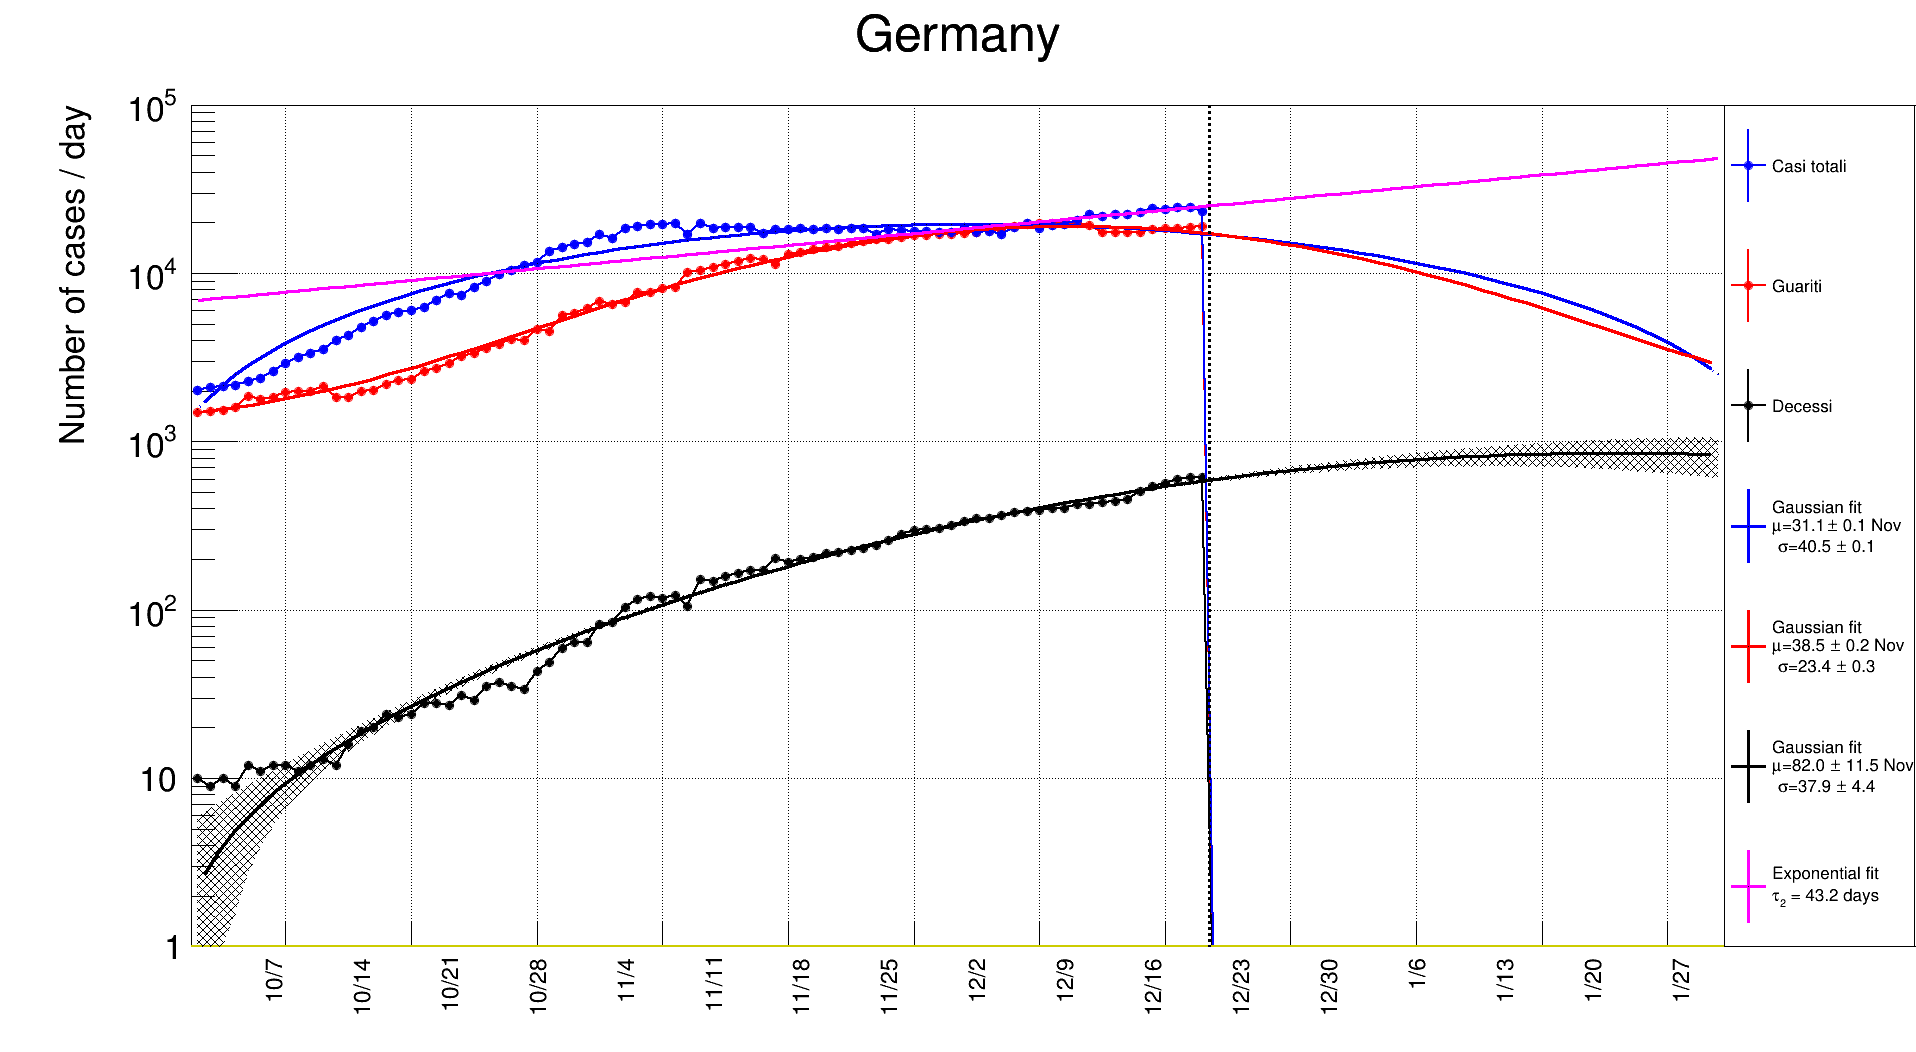 Germany
Number of cases / day
10^5
10^4
10^3
10^2
10
1
10/7
10/14
10/21
10/28
11/4
11/11
11/18
11/25
12/2
12/9
12/16
12/23
12/30
1/6
1/13
1/20
1/27
Casi totali
Guariti
Decessi
Gaussian fit
μ=31.1 ± 0.1 Nov
σ=40.5 ± 0.1
Gaussian fit
μ=38.5 ± 0.2 Nov
σ=23.4 ± 0.3
Gaussian fit
μ=82.0 ± 11.5 Nov
σ=37.9 ± 4.4
Exponential fit
τ₂ = 43.2 days